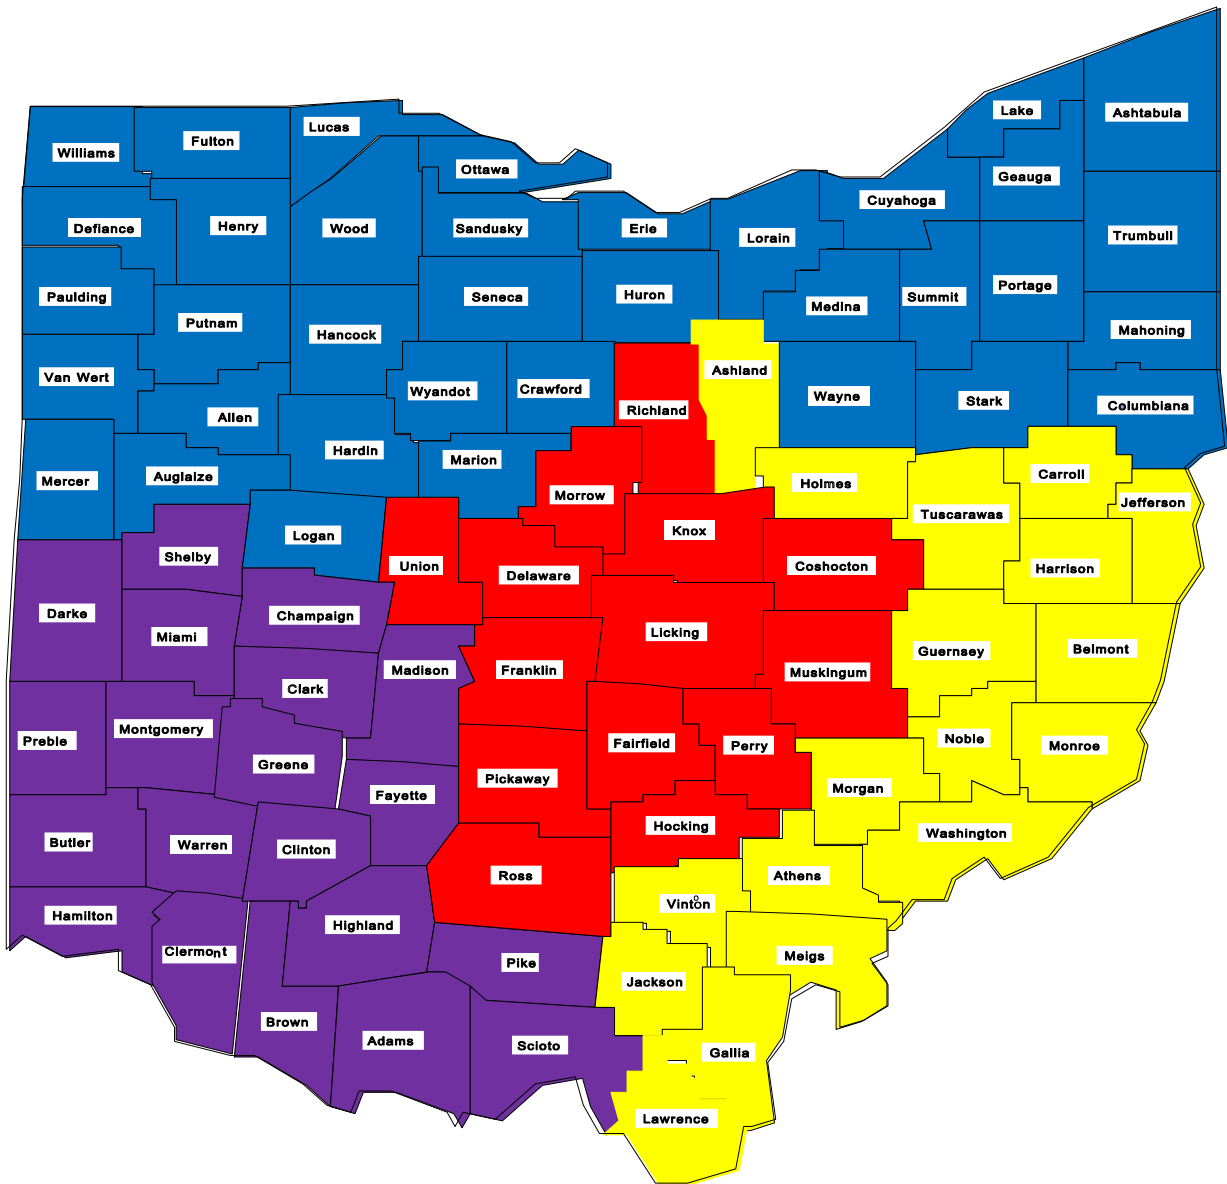 Ashtabula
Lake
Lucas
Fulton
Williams
Ottawa
Geauga
Cuyahoga
Defiance
Henry
Wood
Sandusky
Erie
Lorain
Trumbull
Paulding
Seneca
Huron
Medina
Summit
Portage
Putnam
Hancock
Mahoning
Van Wert
Ashland
Wyandot
Crawford
Wayne
Stark
Columbiana
Allen
Richland
Mercer
Auglaize
Hardin
Marion
Morrow
Holmes
Carroll
Jefferson
Tuscarawas
Logan
Knox
Shelby
Union
Delaware
Coshocton
Harrison
Darke
Champaign
Miami
Licking
Guernsey
Belmont
Madison
Franklin
Muskingum
Clark
Preble
Montgomery
Fairfield
Perry
Noble
Monroe
Greene
Pickaway
Fayette
Morgan
Butler
Warren
Clinton
Hocking
Washington
Ross
Athens
Hamilton
Highland
Vinton
Clermont
Pike
Meigs
Jackson
Brown
Adams
Scioto
Gallia
Lawrence